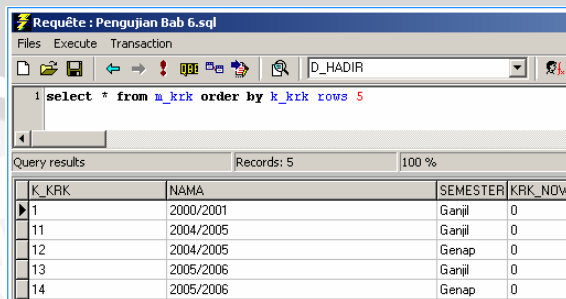 Requête : Pengujian Bab 6.sql
Files Execute Transaction
D_HADIR
1 select * from m_krk order by k_krk rows 5
Query results Records: 5 100 %
K_KRK NAMA SEMESTER KRK_NOV
1 2000/2001 Ganjil 0
11 2004/2005 Ganjil 0
12 2004/2005 Genap 0
13 2005/2006 Ganjil 0
14 2005/2006 Genap 0